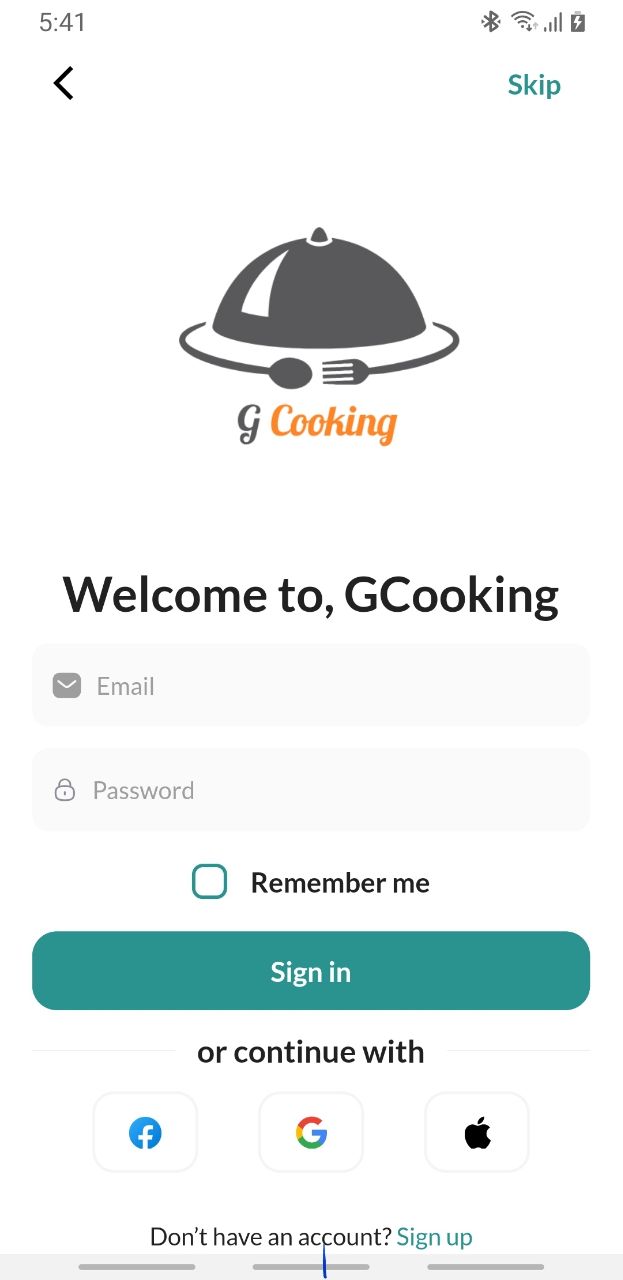 5:41
Skip
G Cooking
Welcome to, GCooking
Email
Password
Remember me
Sign in
or continue with
Don't have an account? Sign up